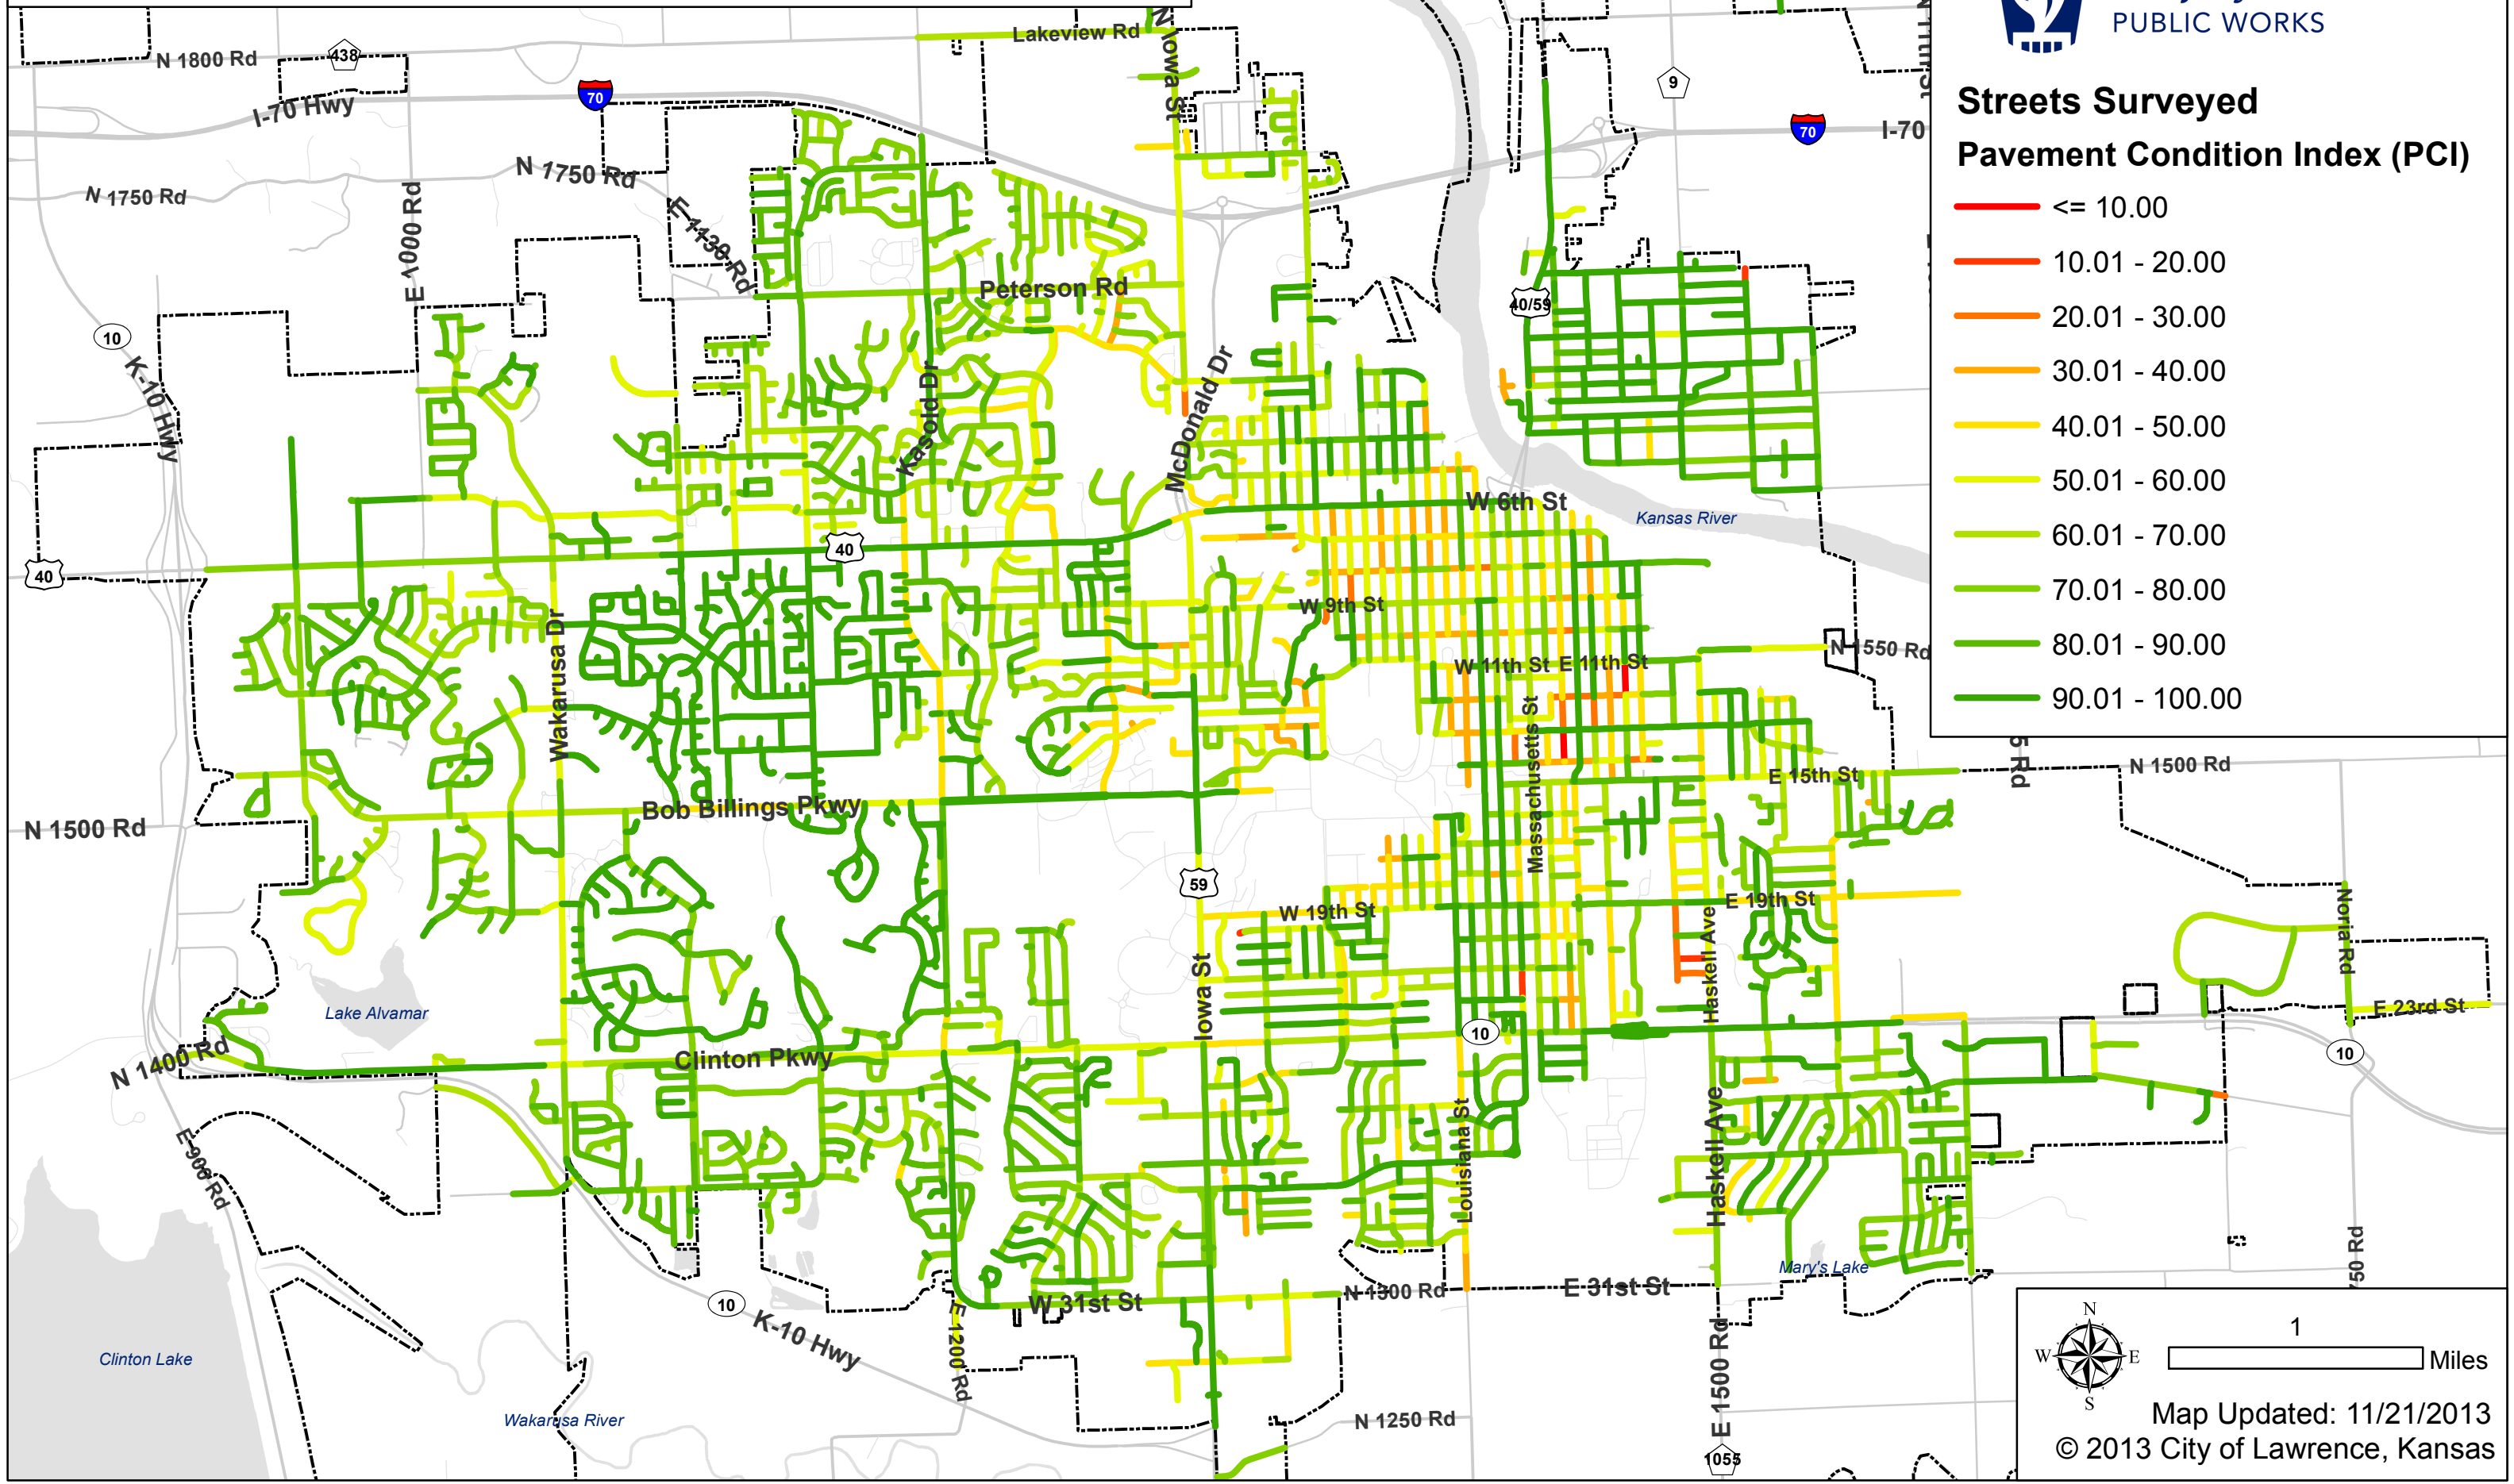 PUBLIC WORKS
Streets Surveyed
Pavement Condition Index (PCI)
<= 10.00
10.01 - 20.00
20.01 - 30.00
30.01 - 40.00
40.01 - 50.00
50.01 - 60.00
60.01 - 70.00
70.01 - 80.00
80.01 - 90.00
90.01 - 100.00
N 1800 Rd
438
I-70 Hwy
70
Lakeview Rd
N Iowa St
9
70
I-70
N 1750 Rd
N 1750 Rd
E 1000 Rd
E 1130 Rd
Peterson Rd
40/59
10
K-10 Hwy
Kasold Dr
McDonald Dr
W 6th St
Kansas River
40
40
W 9th St
Wakarusa Dr
W 11th St
E 11th St
N 1550 Rd
Massachusetts St
E 15th St
N 1500 Rd
5 Rd
N 1500 Rd
Bob Billings Pkwy
59
W 19th St
E 19th St
Haskell Ave
Noria Rd
Lake Alvamar
Iowa St
E 23rd St
10
10
N 1400 Rd
Clinton Pkwy
E 900 Rd
Louisiana St
Haskell Ave
Mary's Lake
10
K-10 Hwy
E 1200 Rd
W 31st St
N 1300 Rd
E 31st St
750 Rd
Clinton Lake
Wakarusa River
N 1250 Rd
E 1500 Rd
1055
N
W
E
S
1
Miles
Map Updated: 11/21/2013
© 2013 City of Lawrence, Kansas